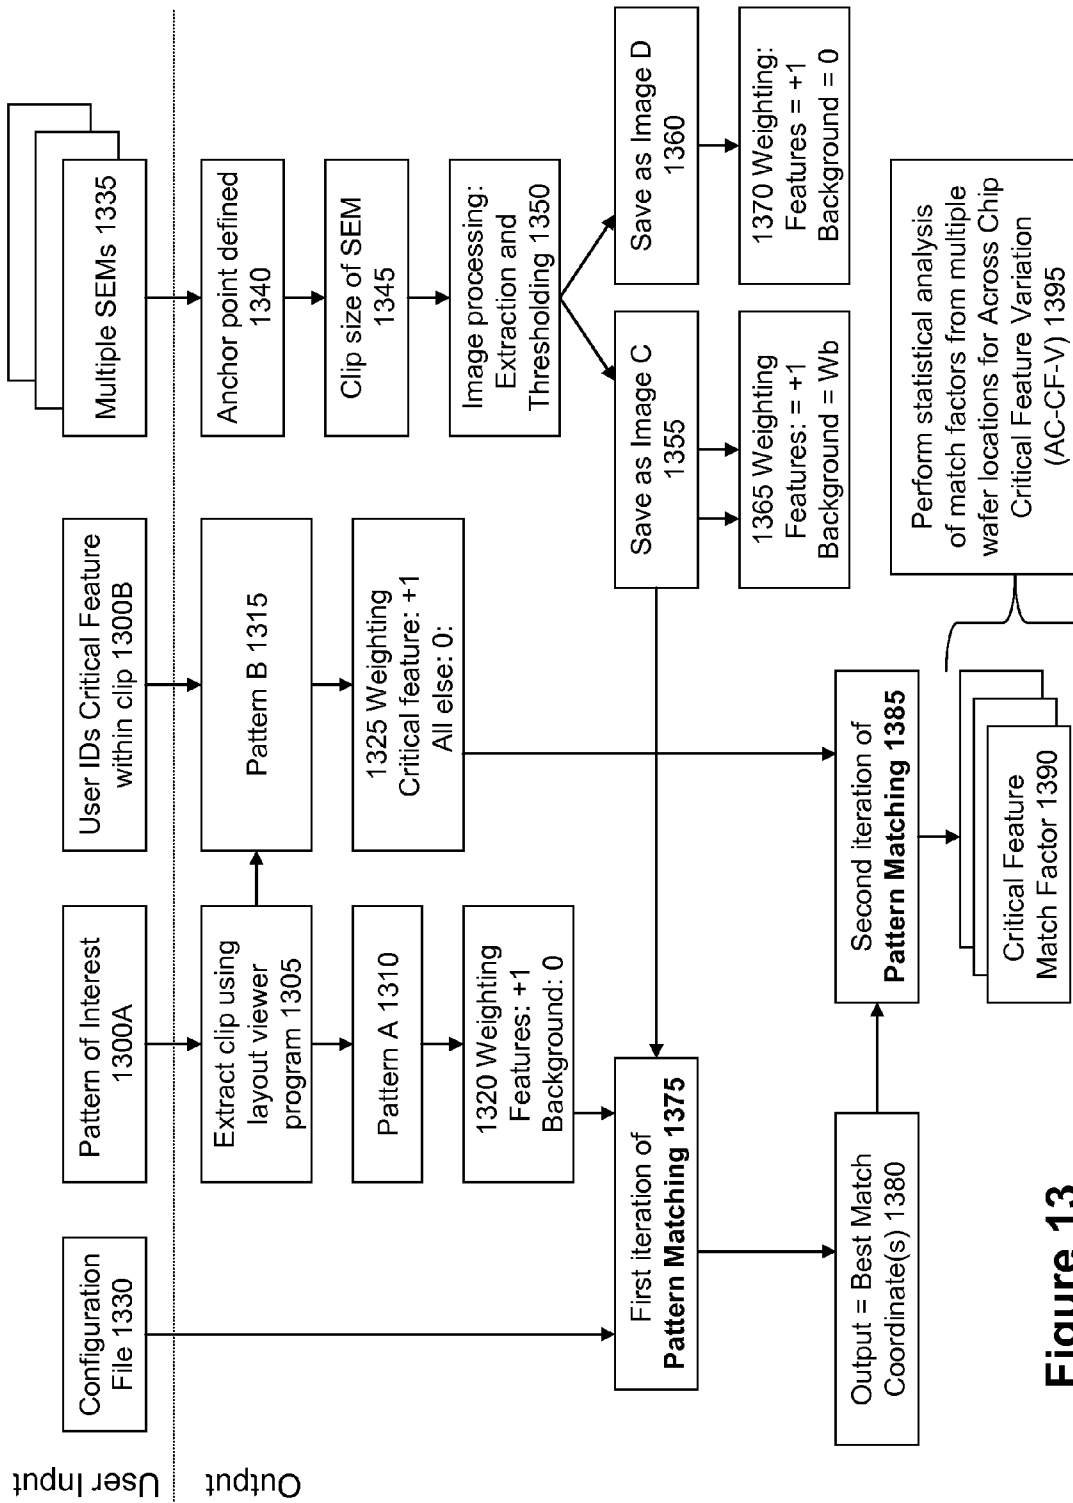 User Input
Output
Configuration
File 1330
Pattern of Interest
1300A
User IDs Critical Feature
within clip 1300B
Multiple SEMs 1335
Extract clip using
layout viewer
program 1305
Pattern B 1315
Anchor point defined
1340
Pattern A 1310
1325 Weighting
Critical feature: +1
All else: 0:
Clip size of SEM
1345
1320 Weighting
Features: +1
Background: 0
Image processing:
Extraction and
Thresholding 1350
First iteration of
Pattern Matching 1375
Save as Image C
1355
Save as Image D
1360
1365 Weighting
Features: = +1
Background = Wb
1370 Weighting:
Features = +1
Background = 0
Output = Best Match
Coordinate(s) 1380
Second iteration of
Pattern Matching 1385
Critical Feature
Match Factor 1390
Perform statistical analysis
of match factors from multiple
wafer locations for Across Chip
Critical Feature Variation
(AC-CF-V) 1395
Figure 13